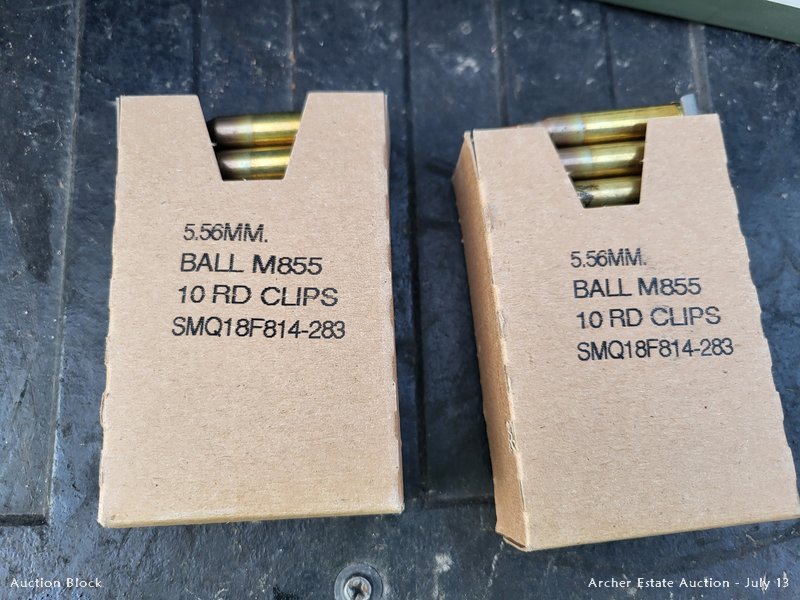 5.56MM.
BALL M855
10 RD CLIPS
SMQ18F814-283
5.56MM.
BALL M855
10 RD CLIPS
SMQ18F814-283
Auction Block
Archer Estate Auction - July 13